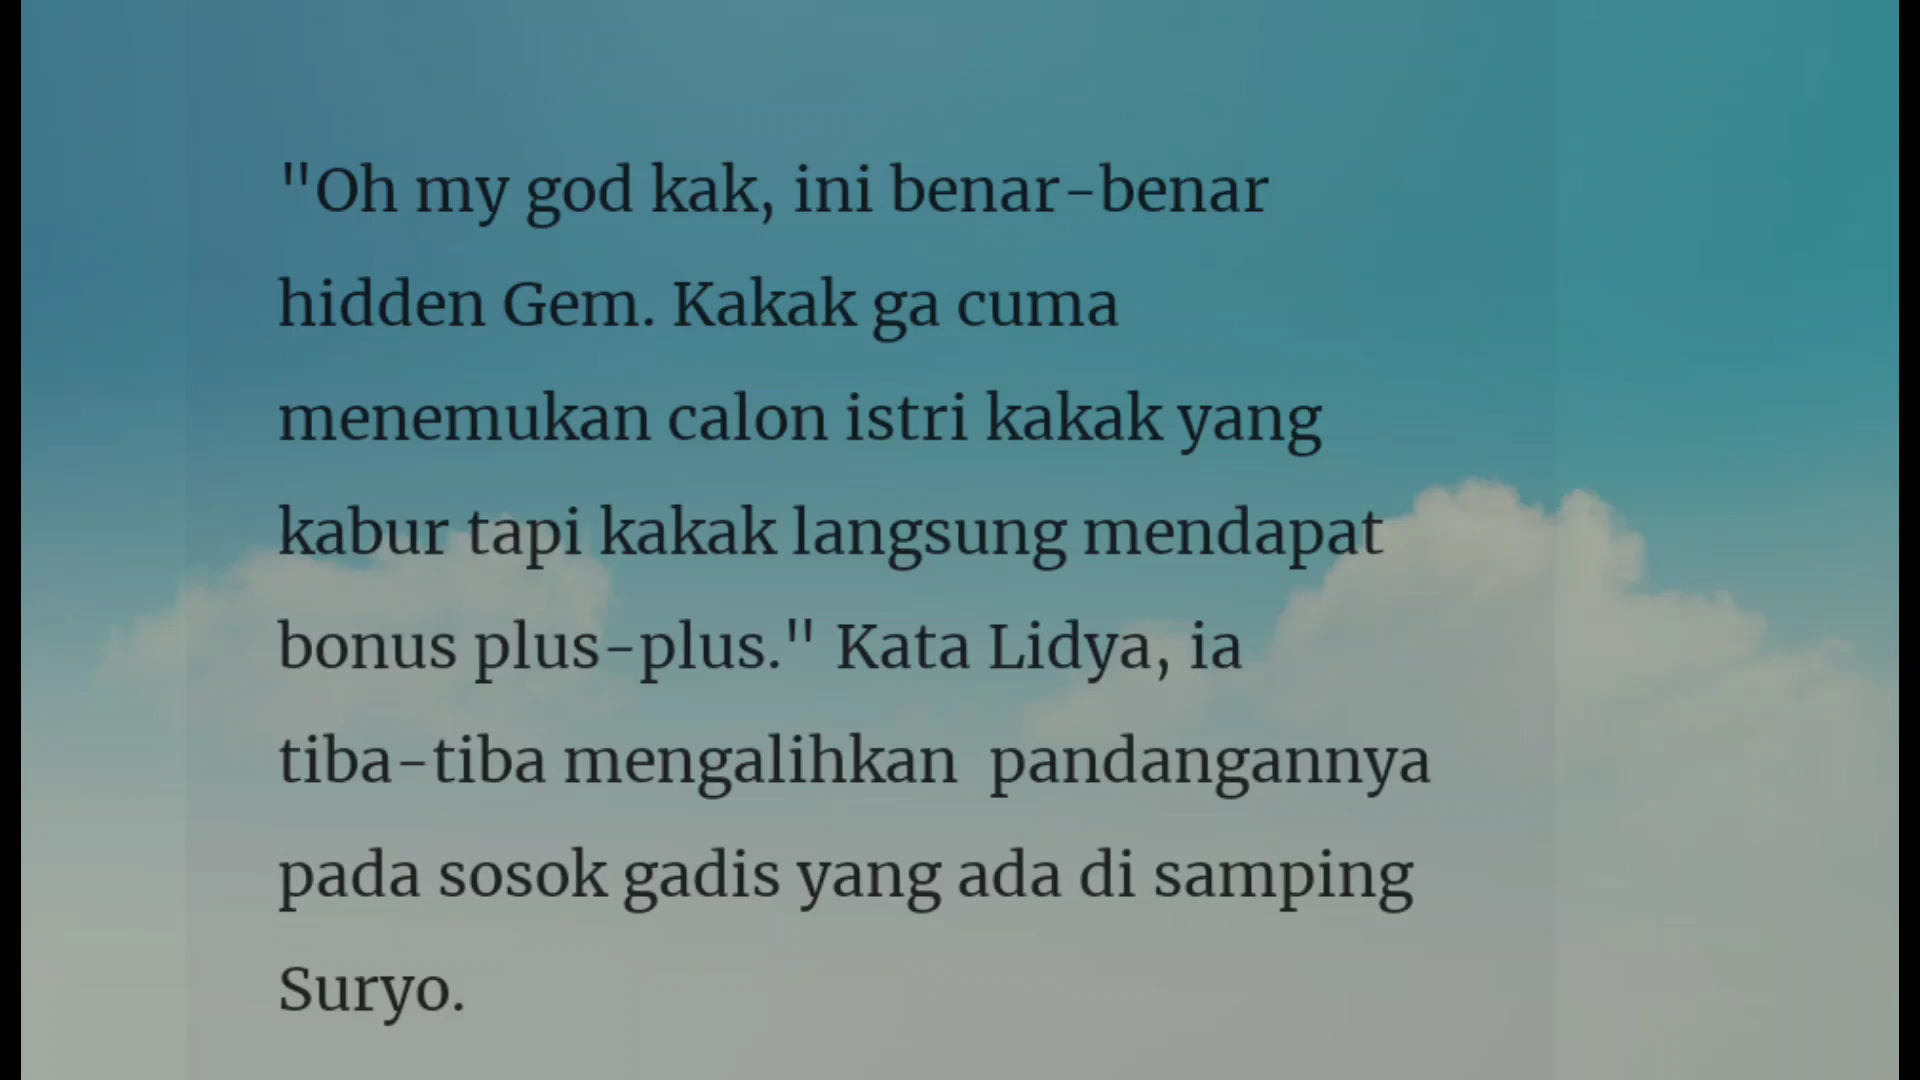 "Oh my god kak, ini benar-benar
hidden Gem. Kakak ga cuma
menemukan calon istri kakak yang
kabur tapi kakak langsung mendapat
bonus plus-plus." Kata Lidya, ia
tiba-tiba mengalihkan  pandangannya
pada sosok gadis yang ada di samping
Suryo.